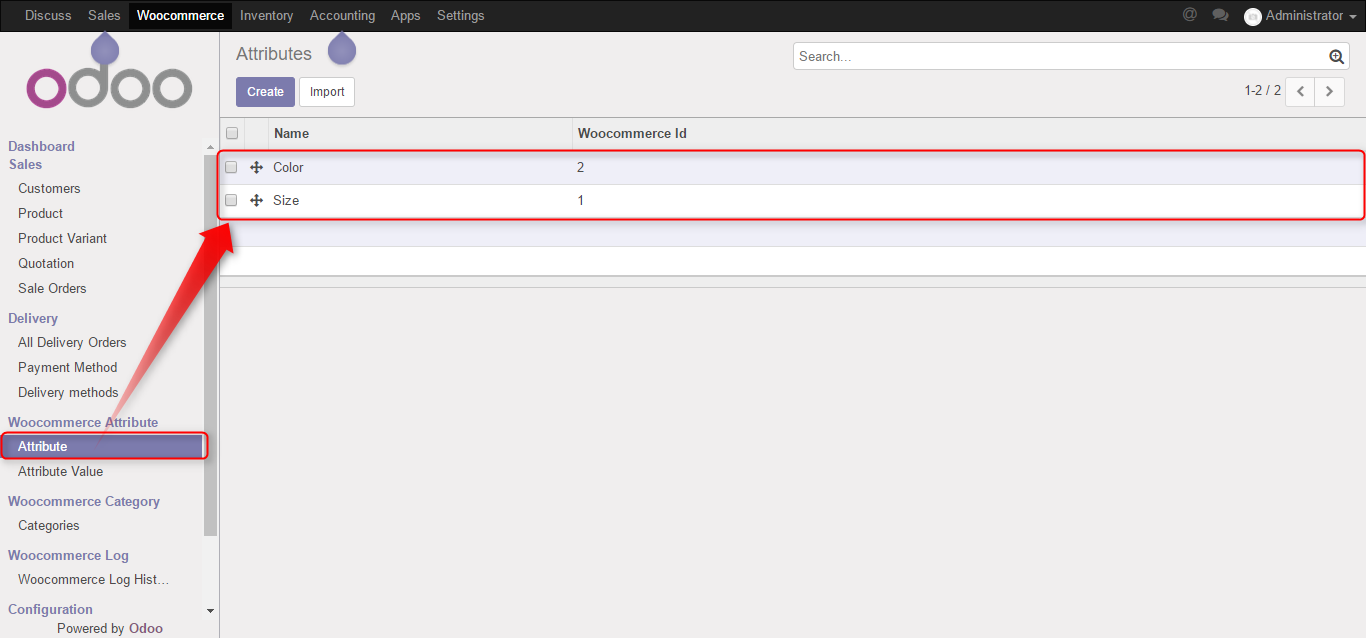 Discuss Sales Woocommerce Inventory Accounting Apps Settings @ Administrator
odoo
Attributes
Search...
Create Import
1-2 / 2
Name Woocommerce Id
Color 2
Size 1
Dashboard
Sales
Customers
Product
Product Variant
Quotation
Sale Orders
Delivery
All Delivery Orders
Payment Method
Delivery methods
Woocommerce Attribute
Attribute
Attribute Value
Woocommerce Category
Categories
Woocommerce Log
Woocommerce Log Hist...
Configuration
Powered by Odoo